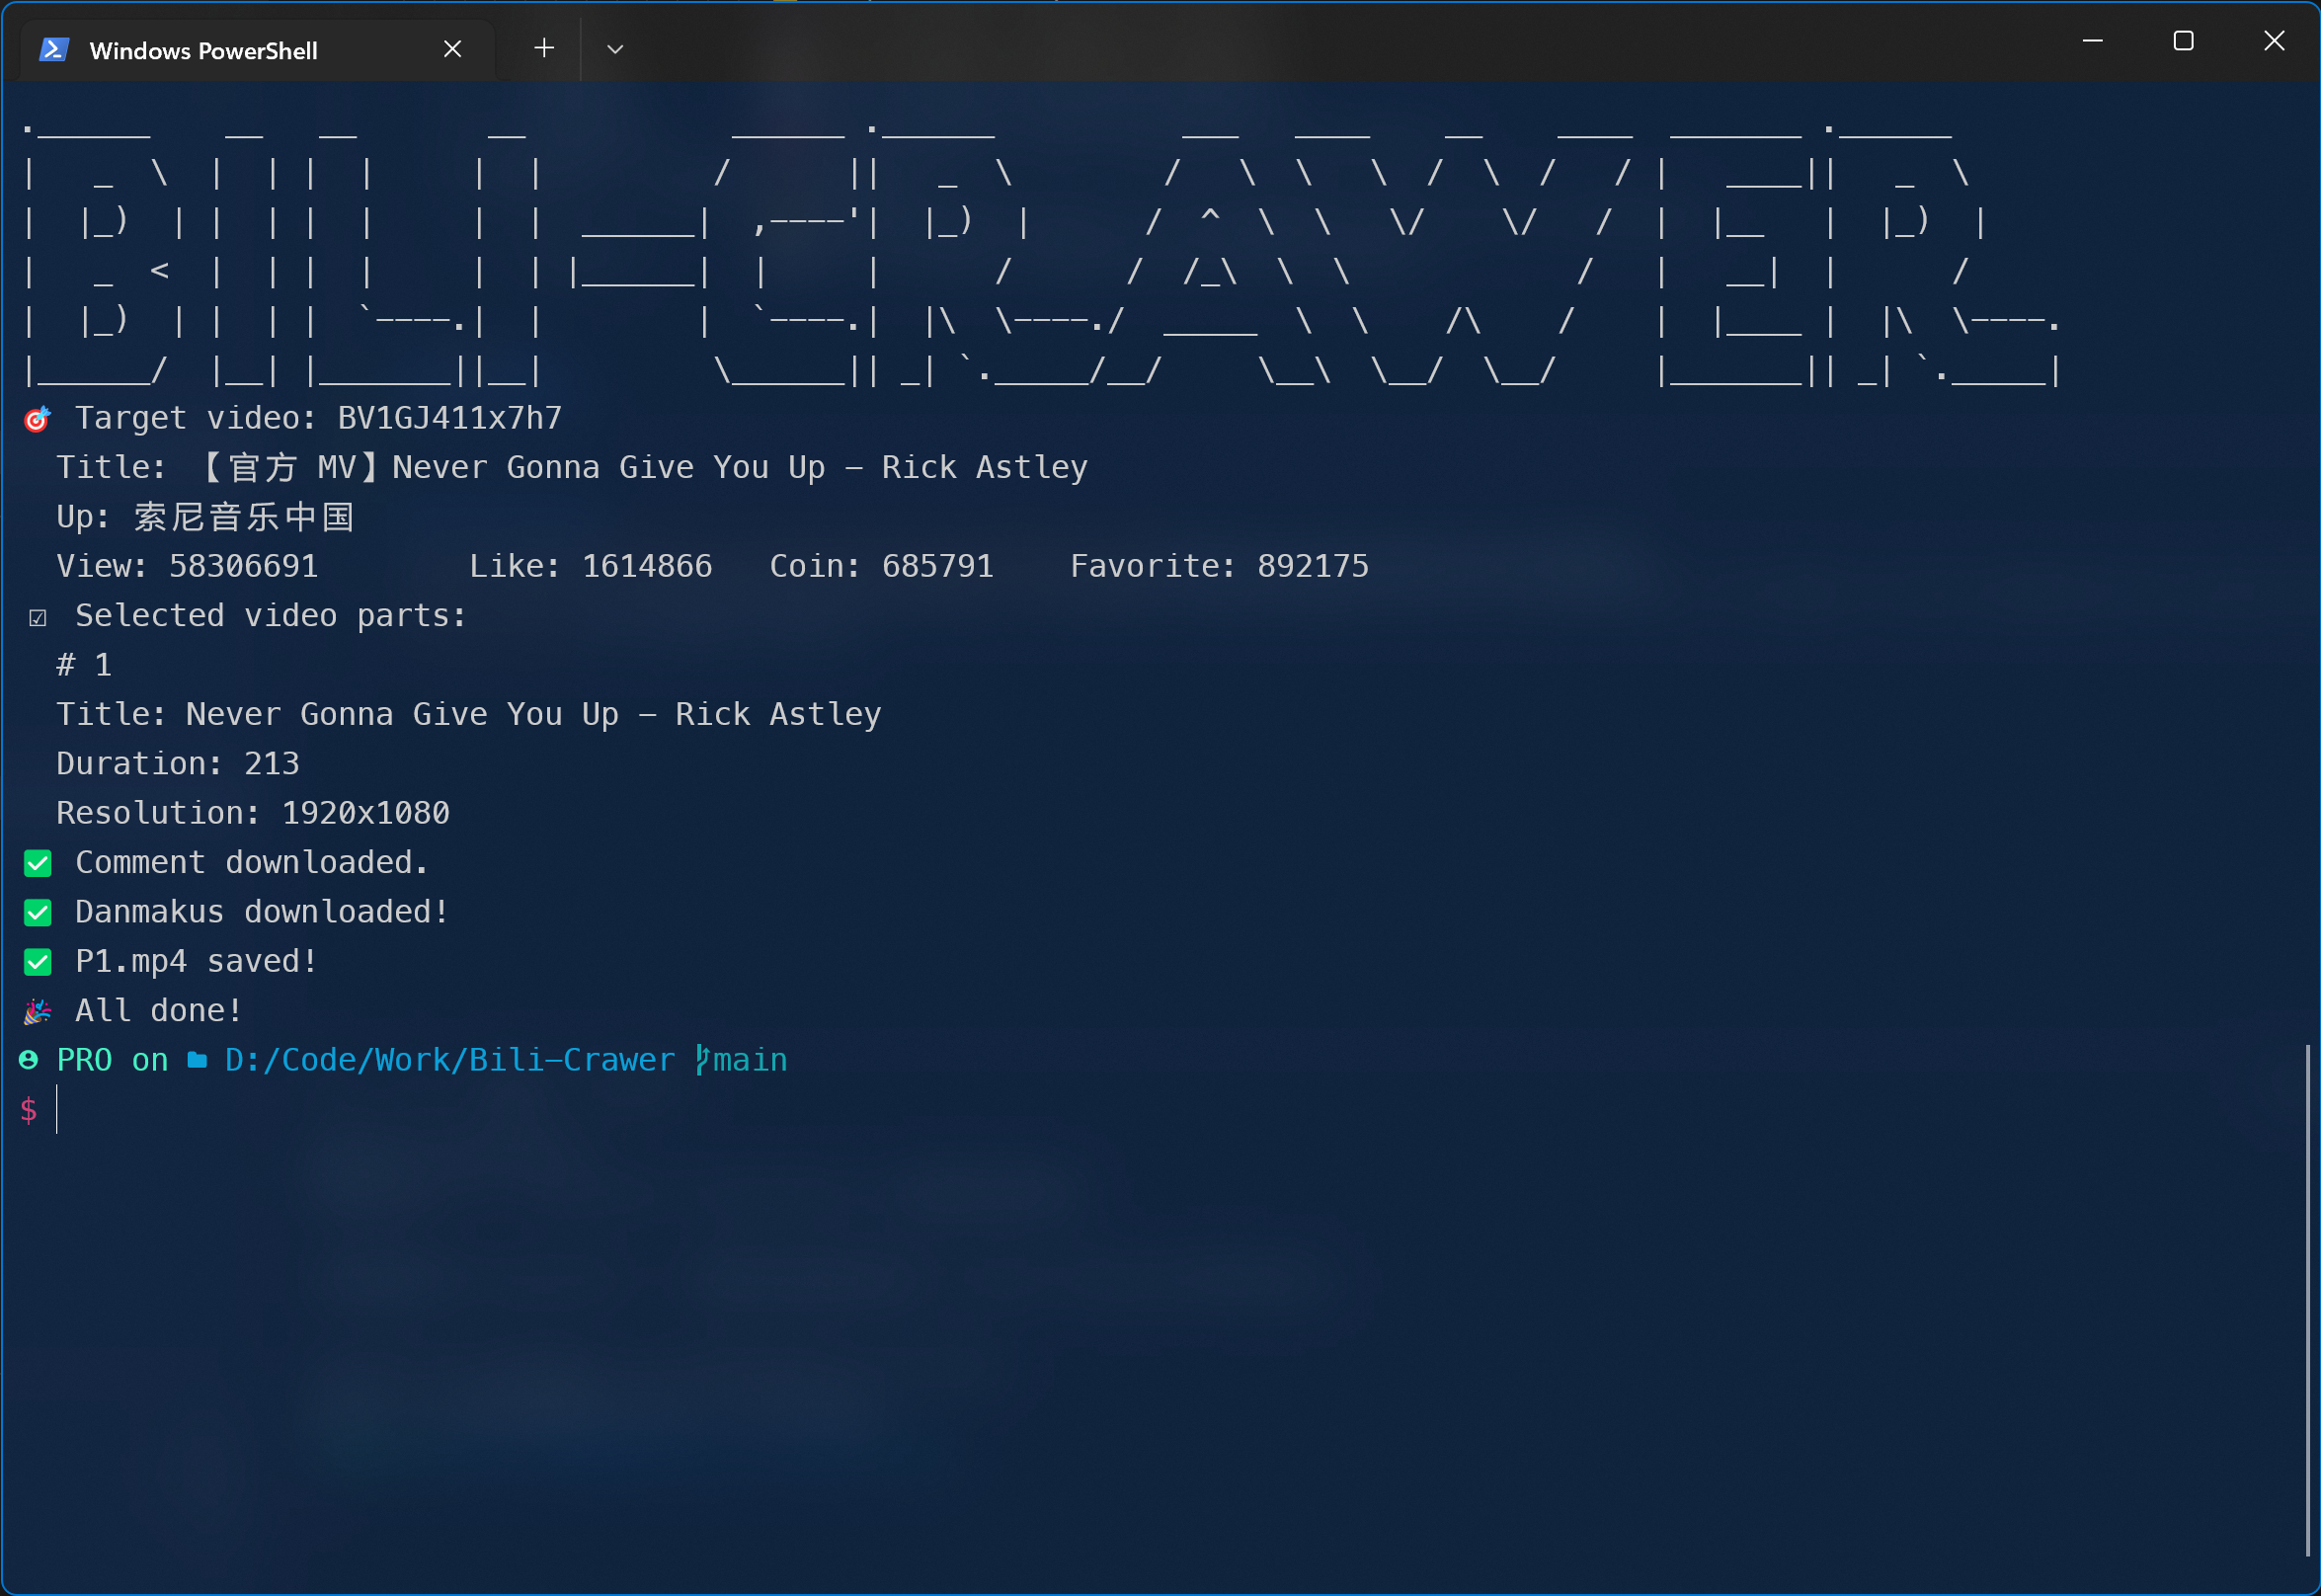 Windows PowerShell
BILI-CRAWER
🎯 Target video: BV1GJ411x7h7
Title: 【官方 MV】Never Gonna Give You Up - Rick Astley
Up: 索尼音乐中国
View: 58306691 Like: 1614866 Coin: 685791 Favorite: 892175
☑ Selected video parts:
# 1
Title: Never Gonna Give You Up - Rick Astley
Duration: 213
Resolution: 1920x1080
✅ Comment downloaded.
✅ Danmakus downloaded!
✅ P1.mp4 saved!
🎉 All done!
PRO on D:/Code/Work/Bili-Crawer main
$